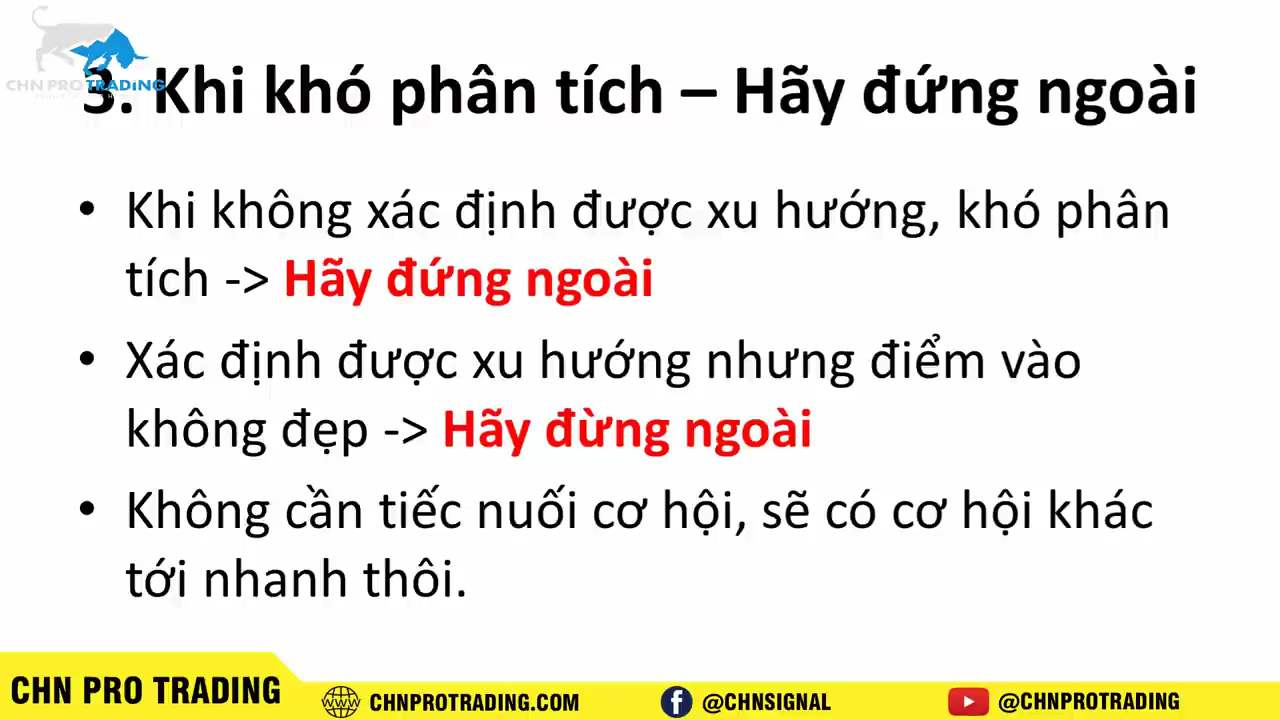 CHN PRO TRADING
3. Khi khó phân tích – Hãy đứng ngoài
• Khi không xác định được xu hướng, khó phân
tích -> Hãy đứng ngoài
• Xác định được xu hướng nhưng điểm vào
không đẹp -> Hãy đừng ngoài
• Không cần tiếc nuối cơ hội, sẽ có cơ hội khác
tới nhanh thôi.
CHN PRO TRADING
CHNPROTRADING.COM
@CHNSIGNAL
@CHNPROTRADING